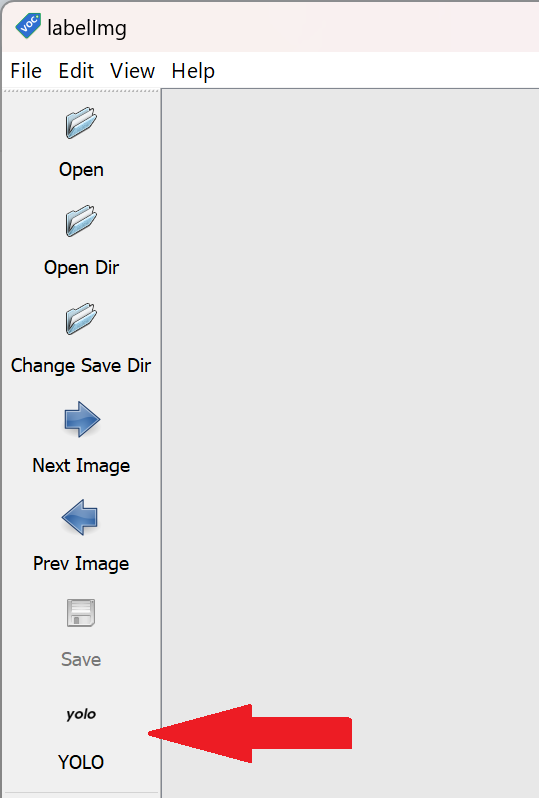 VOC
labelImg
File Edit View Help
Open
Open Dir
Change Save Dir
Next Image
Prev Image
Save
yolo
YOLO